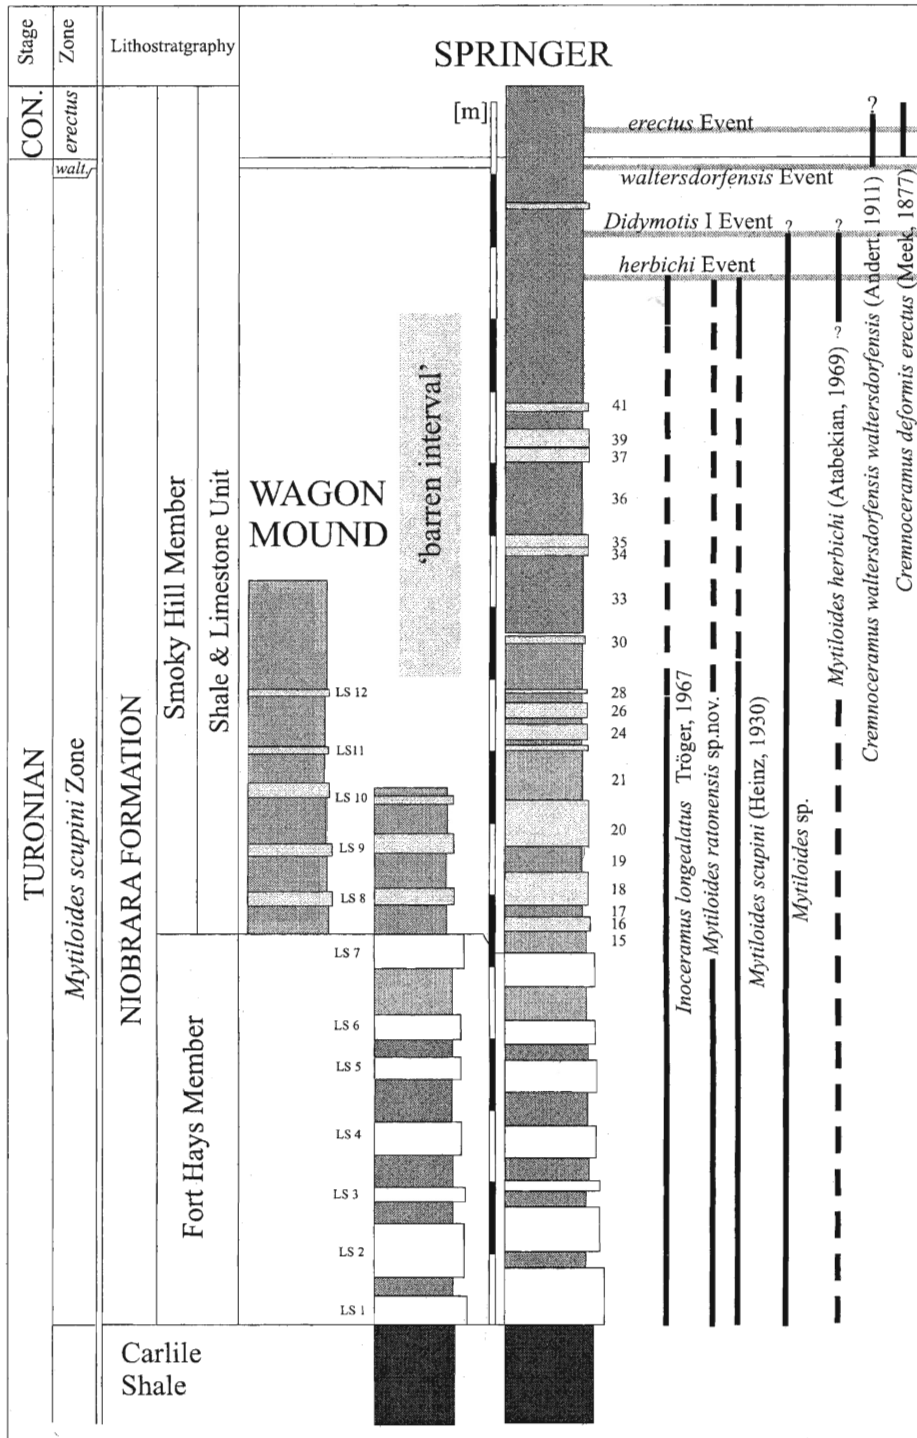 Stage
Zone
Lithostratgraphy
SPRINGER
CON.
erectus
walt.
[m]
erectus Event
waltersdorfensis Event
Didymotis I Event
herbichi Event
?
?
?
?
TURONIAN
Mytiloides scupini Zone
NIOBRARA FORMATION
Smoky Hill Member
Shale & Limestone Unit
Fort Hays Member
WAGON
MOUND
'barren interval'
LS 12
LS11
LS 10
LS 9
LS 8
LS 7
LS 6
LS 5
LS 4
LS 3
LS 2
LS 1
41
39
37
36
35
34
33
30
28
26
24
21
20
19
18
17
16
15
Inoceramus longealatus Tröger, 1967
Mytiloides ratonensis sp.nov.
Mytiloides scupini (Heinz, 1930)
Mytiloides sp.
Mytiloides herbichi (Atabekian, 1969)
Cremnoceramus waltersdorfensis waltersdorfensis (Andert, 1911)
Cremnoceramus deformis erectus (Meek, 1877)
Carlile
Shale